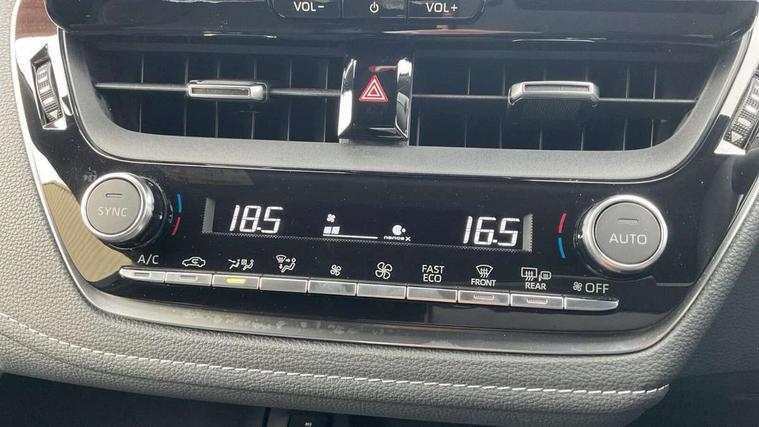 VOL- VOL+
SYNC 18.5 nanoe X 16.5 AUTO
A/C FAST ECO FRONT REAR OFF